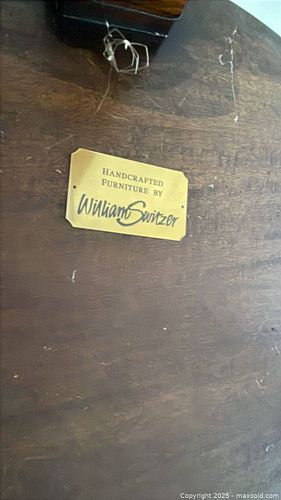 HANDCRAFTED
FURNITURE BY
William Switzer
Copyright 2025 - maxsold.com